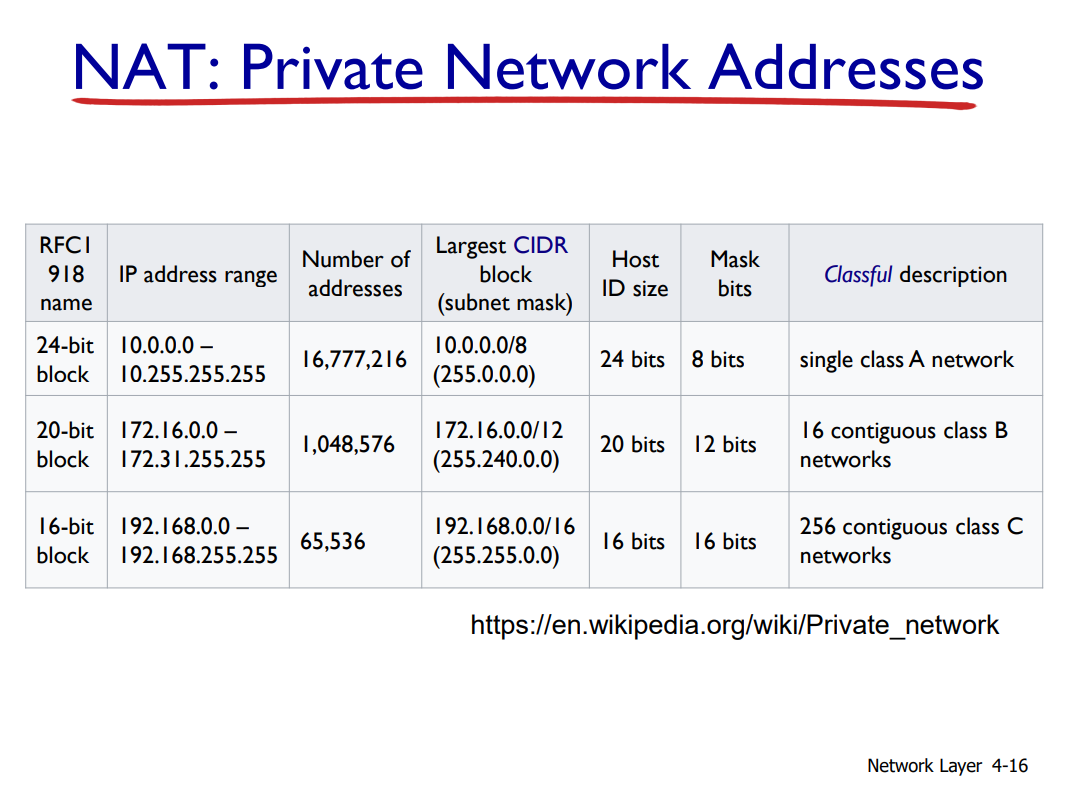 NAT: Private Network Addresses
RFC1
918
name
IP address range
Number of
addresses
Largest CIDR
block
(subnet mask)
Host
ID size
Mask
bits
Classful description
24-bit
block
10.0.0.0 –
10.255.255.255
16,777,216
10.0.0.0/8
(255.0.0.0)
24 bits
8 bits
single class A network
20-bit
block
172.16.0.0 –
172.31.255.255
1,048,576
172.16.0.0/12
(255.240.0.0)
20 bits
12 bits
16 contiguous class B
networks
16-bit
block
192.168.0.0 –
192.168.255.255
65,536
192.168.0.0/16
(255.255.0.0)
16 bits
16 bits
256 contiguous class C
networks
https://en.wikipedia.org/wiki/Private_network
Network Layer 4-16